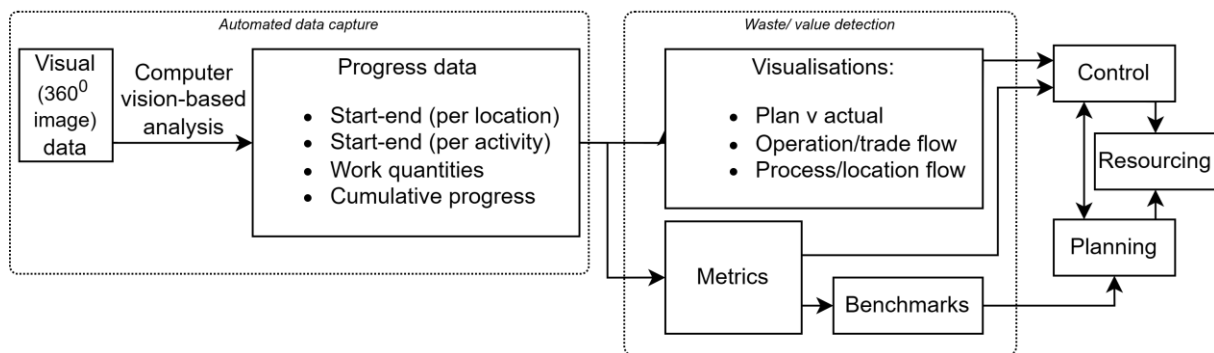 Automated data capture
Waste/ value detection
Visual
(360⁰
image)
data
Computer
vision-based
analysis
Progress data
• Start-end (per location)
• Start-end (per activity)
• Work quantities
• Cumulative progress
Visualisations:
• Plan v actual
• Operation/trade flow
• Process/location flow
Metrics
Benchmarks
Control
Resourcing
Planning